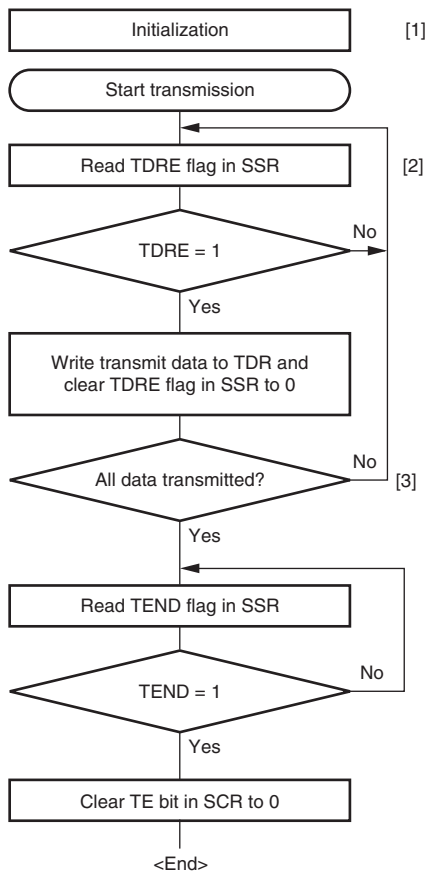 Initialization
[1]
Start transmission
Read TDRE flag in SSR
[2]
No
TDRE = 1
Yes
Write transmit data to TDR and
clear TDRE flag in SSR to 0
No
All data transmitted?
[3]
Yes
Read TEND flag in SSR
No
TEND = 1
Yes
Clear TE bit in SCR to 0
<End>